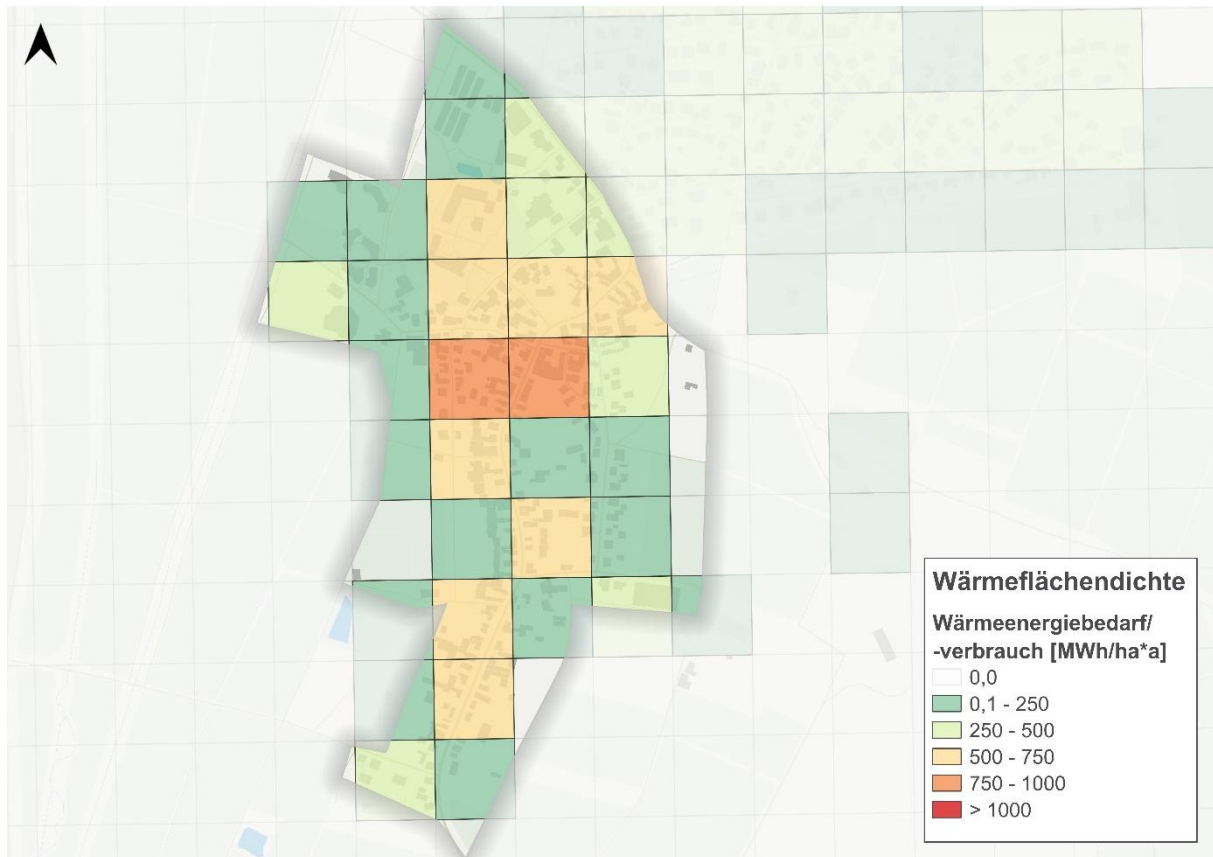 Wärmeflächendichte
Wärmeenergiebedarf/
-verbrauch [MWh/ha*a]
0,0
0,1 - 250
250 - 500
500 - 750
750 - 1000
> 1000